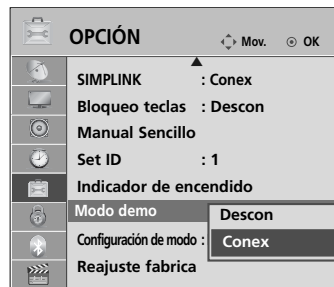 OPCIÓN Mov. OK
SIMPLINK : Conex
Bloqueo teclas : Descon
Manual Sencillo
Set ID : 1
Indicador de encendido
Modo demo
Descon
Configuración de modo :
Conex
Reajuste fabrica